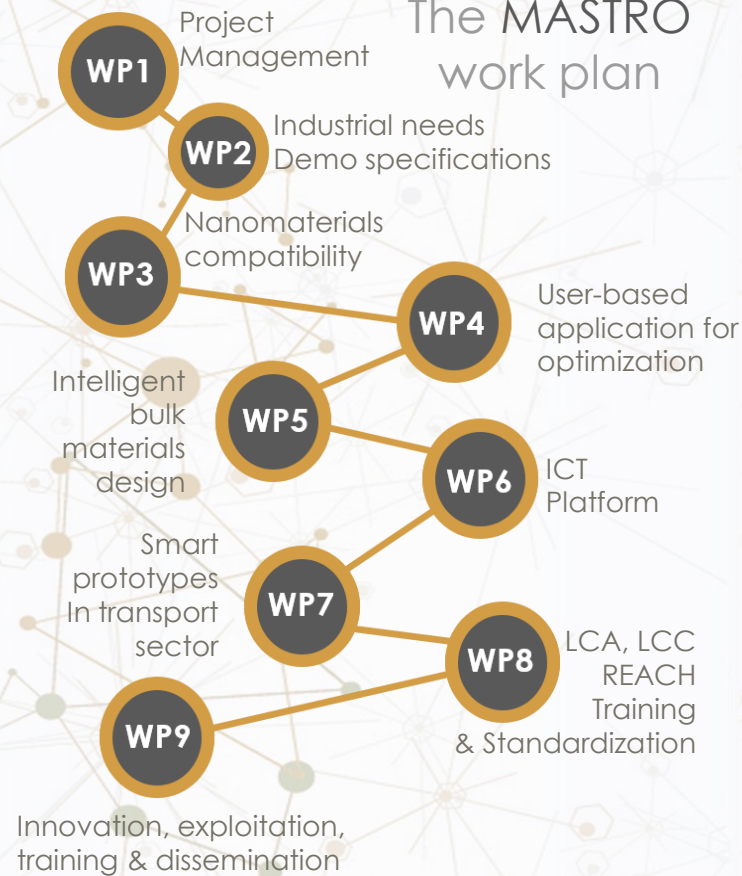 The MASTRO
work plan
WP1
Project
Management
WP2
Industrial needs
Demo specifications
WP3
Nanomaterials
compatibility
WP4
User-based
application for
optimization
WP5
Intelligent
bulk
materials
design
WP6
ICT
Platform
WP7
Smart
prototypes
In transport
sector
WP8
LCA, LCC
REACH
Training
& Standardization
WP9
Innovation, exploitation,
training & dissemination